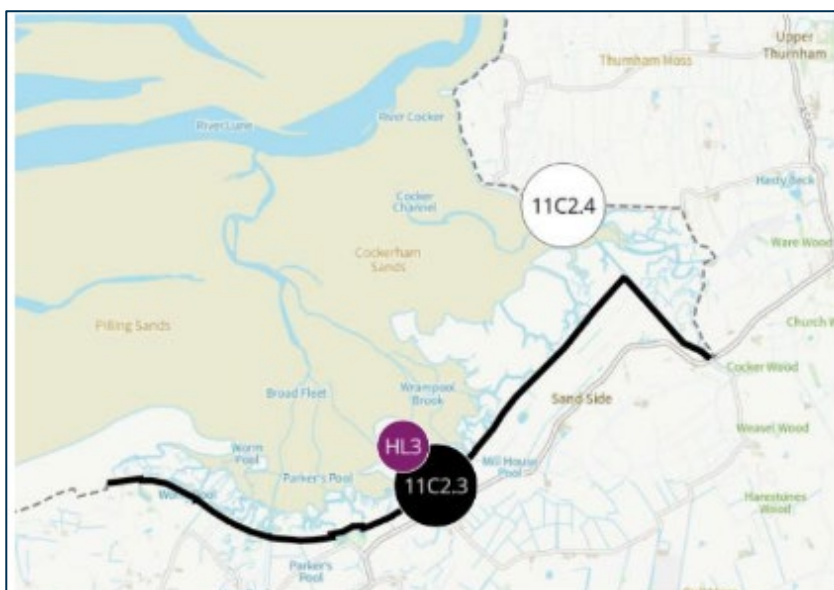 Upper
Thurnham
Thurnham Moss
River Lune
River Cocker
Hasty Beck
Cocker
Channel
11C2.4
Ware Wood
Cockerham
Sands
Pilling Sands
Church W
Cocker Wood
Broad Fleet
Wrampool
Brook
Sand Side
Weasel Wood
HL3
Worm
Pool
Parker's Pool
Mill House
Pool
11C2.3
Harestones
Wood
Parker's
Pool